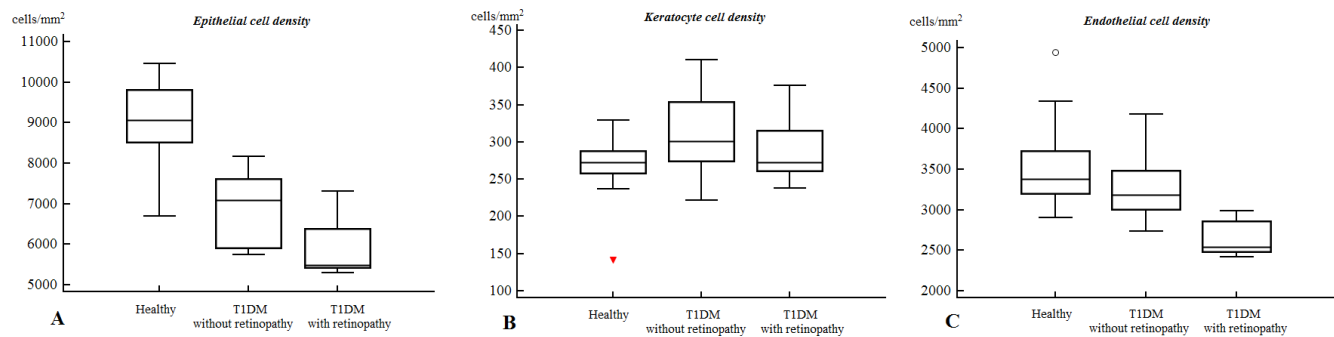 cells/mm²
Epithelial cell density
11000
10000
9000
8000
7000
6000
5000
Healthy
T1DM
without retinopathy
T1DM
with retinopathy
A
cells/mm²
Keratocyte cell density
450
400
350
300
250
200
150
100
Healthy
T1DM
without retinopathy
T1DM
with retinopathy
B
cells/mm²
Endothelial cell density
5000
4500
4000
3500
3000
2500
2000
Healthy
T1DM
without retinopathy
T1DM
with retinopathy
C